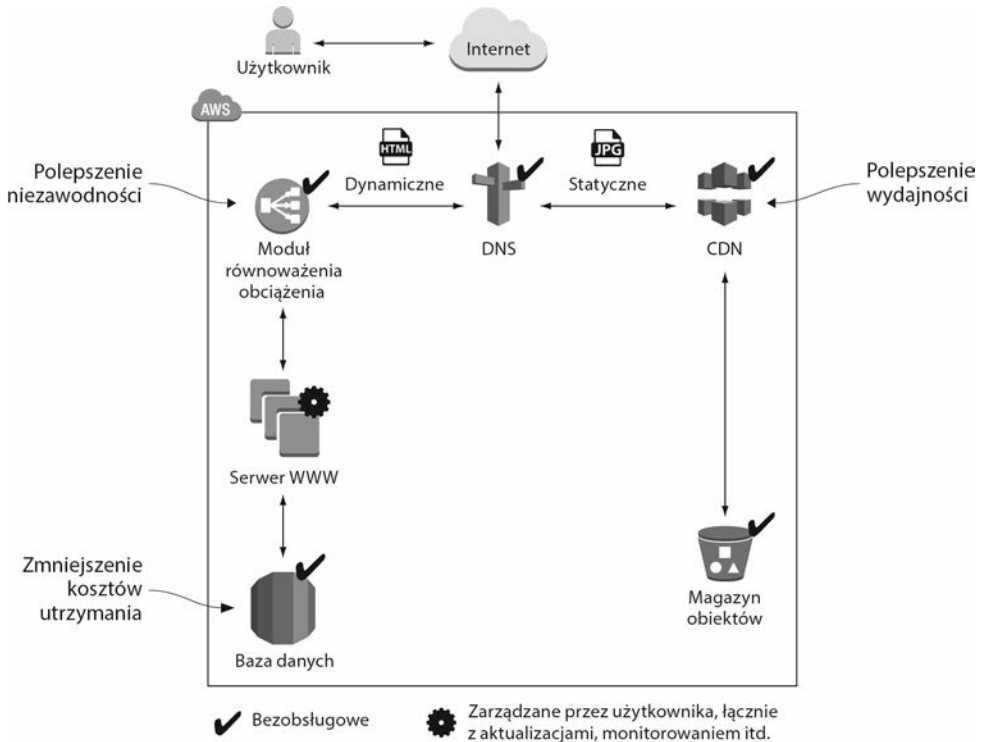 Użytkownik
Internet
AWS
HTML
JPG
Dynamiczne
Statyczne
Polepszenie
niezawodności
Polepszenie
wydajności
Moduł
równoważenia
obciążenia
DNS
CDN
Serwer WWW
Zmniejszenie
kosztów
utrzymania
Baza danych
Magazyn
obiektów
Bezobsługowe
Zarządzane przez użytkownika, łącznie
z aktualizacjami, monitorowaniem itd.